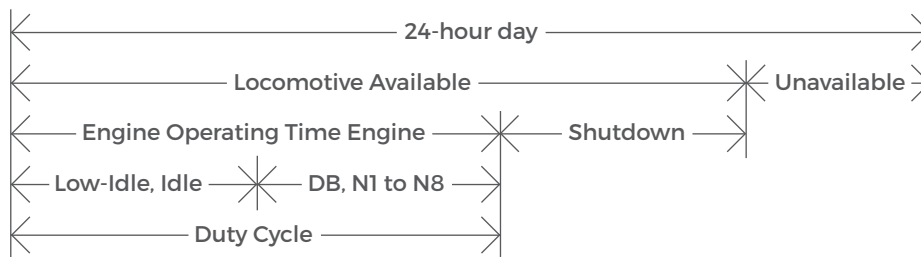 24-hour day
Locomotive Available Unavailable
Engine Operating Time Engine Shutdown
Low-Idle, Idle DB, N1 to N8
Duty Cycle